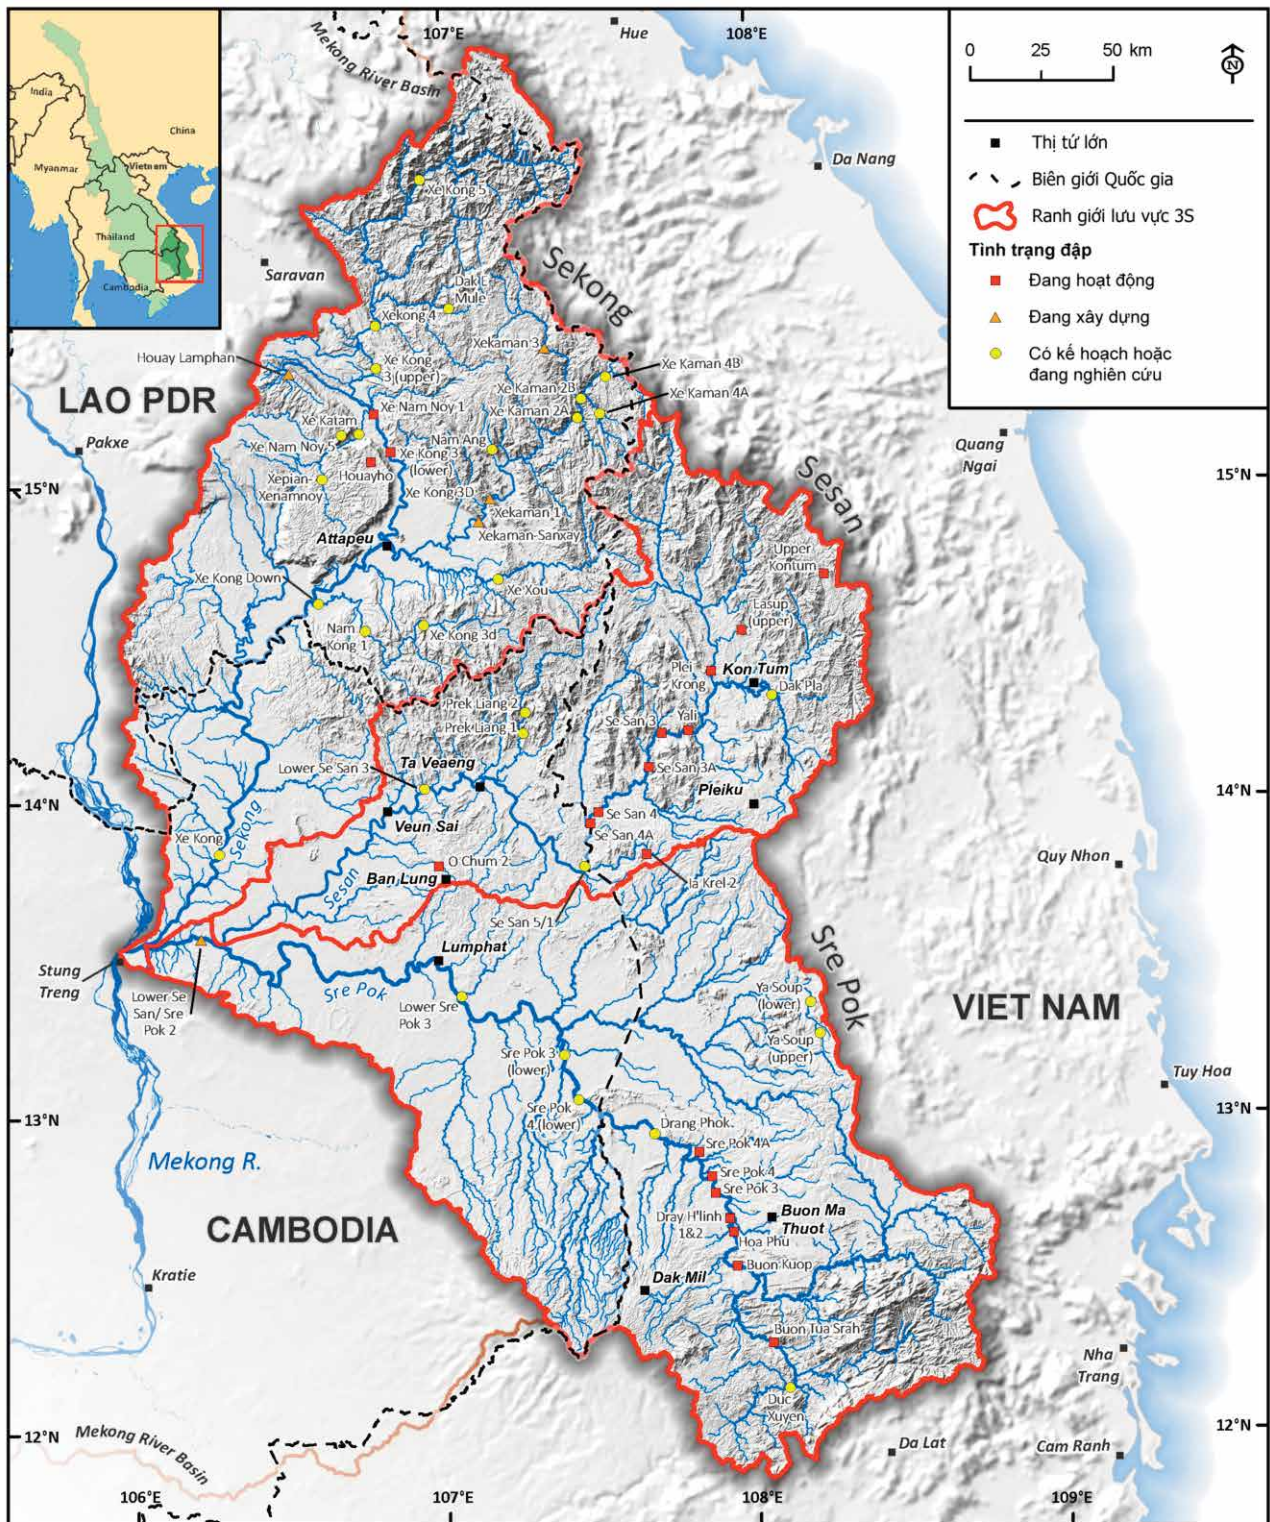 107°E
108°E
Hue
Mekong River Basin
India
China
Myanmar
Vietnam
Thailand
Cambodia
0 25 50 km
N
Thị tứ lớn
Biên giới Quốc gia
Ranh giới lưu vực 3S
Tình trạng đập
Đang hoạt động
Đang xây dựng
Có kế hoạch hoặc
đang nghiên cứu
Da Nang
Xe Kong 5
Sekong
Saravan
Dak E
Mule
Xekong 4
Xekaman 3
Houay Lamphan
Xe Kong
3 (upper)
Xe Kaman 4B
Xe Kaman 2B
Xe Kaman 4A
LAO PDR
Xe Nam Noy 1
Xe Kaman 2A
Xe Katam
Pakxe
Xe Nam Noy 5
Nam Ang
Xe Kong 3
(lower)
Quang
Ngai
Houayho
Xepian-
Xenamnoy
Xe Kong 3D
Sesan
15°N
15°N
Xekaman 1
Xekaman-Sanxay
Attapeu
Upper
Kontum
Xe Kong Down
Xe Xou
Easup
(upper)
Nam
Kong 1
Xe Kong 3d
Plei
Krong
Kon Tum
Dak Pla
Prek Liang 2
Prek Liang 1
Se San 3
Yali
Lower Se San 3
Ta Veaeng
Se San 3A
Pleiku
14°N
14°N
Veun Sai
Se San 4
Se San 4A
Xe Kong
Sekong
Quy Nhon
O Chum 2
Sesan
Ban Lung
Ia Krel 2
Se San 5/1
Lumphat
Sre Pok
Stung
Treng
Sre Pok
Lower Se
San/ Sre
Pok 2
Lower Sre
Pok 3
Ya Soup
(lower)
VIET NAM
Ya Soup
(upper)
Sre Pok 3
(lower)
Tuy Hoa
Sre Pok
4 (lower)
13°N
13°N
Drang Phok
Sre Pok 4A
Mekong R.
Sre Pok 4
Sre Pok 3
CAMBODIA
Dray H'linh
1&2
Buon Ma
Thuot
Hoa Phu
Buon Kuop
Kratie
Dak Mil
Buon Tua Srah
Nha
Trang
Duc
Xuyen
12°N
12°N
Mekong River Basin
Da Lat
Cam Ranh
106°E
107°E
108°E
109°E